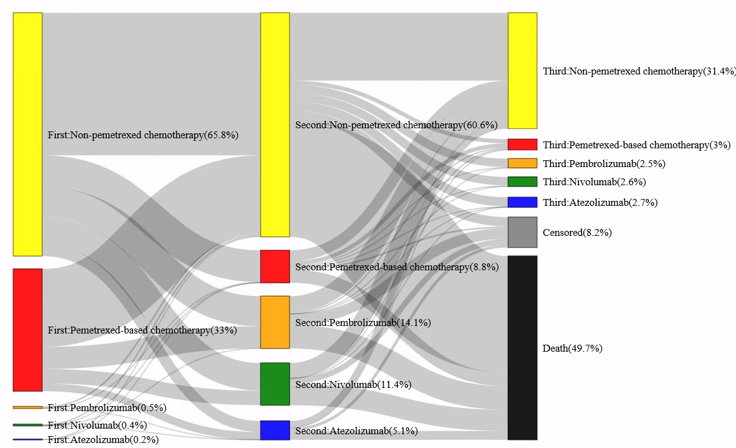 First:Non-pemetrexed chemotherapy(65.8%)
First:Pemetrexed-based chemotherapy(33%)
First:Pembrolizumab(0.5%)
First:Nivolumab(0.4%)
First:Atezolizumab(0.2%)
Second:Non-pemetrexed chemotherapy(60.6%)
Second:Pemetrexed-based chemotherapy(8.8%)
Second:Pembrolizumab(14.1%)
Second:Nivolumab(11.4%)
Second:Atezolizumab(5.1%)
Third:Non-pemetrexed chemotherapy(31.4%)
Third:Pemetrexed-based chemotherapy(3%)
Third:Pembrolizumab(2.5%)
Third:Nivolumab(2.6%)
Third:Atezolizumab(2.7%)
Censored(8.2%)
Death(49.7%)